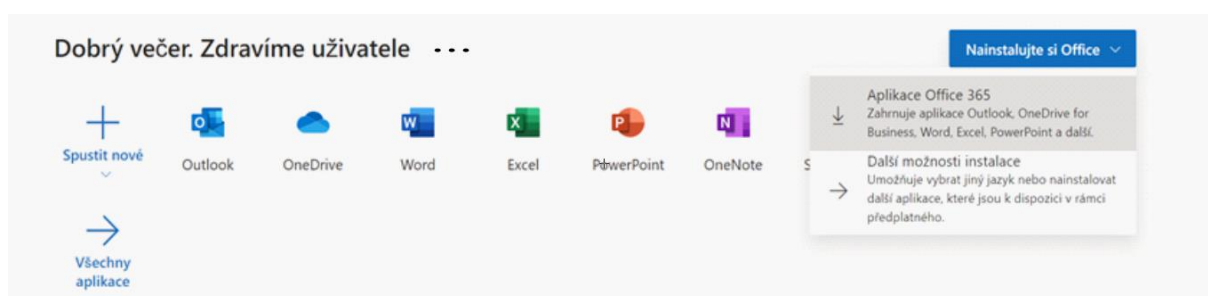 Dobrý večer. Zdravíme uživatele ...
Nainstalujte si Office
Aplikace Office 365
Zahrnuje aplikace Outlook, OneDrive for
Business, Word, Excel, PowerPoint a další.
Spustit nové
Outlook
OneDrive
Word
Excel
PowerPoint
OneNote
S
Další možnosti instalace
Umožňuje vybrat jiný jazyk nebo nainstalovat
další aplikace, které jsou k dispozici v rámci
předplatného.
Všechny
aplikace